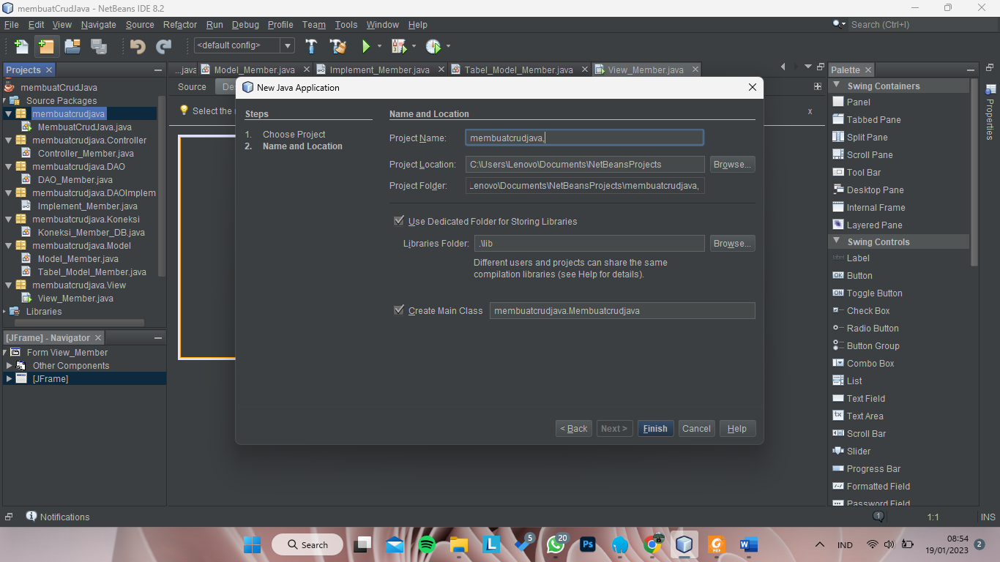 membuatCrudJava - NetBeans IDE 8.2
File Edit View Navigate Source Refactor Run Debug Profile Team Tools Window Help
Search (Ctrl+I)
<default config>
Projects
membuatCrudJava
Source Packages
membuatcrudjava
MembuatCrudJava.java
membuatcrudjava.Controller
Controller_Member.java
membuatcrudjava.DAO
DAO_Member.java
membuatcrudjava.DAOImplem
Implement_Member.java
membuatcrudjava.Koneksi
Koneksi_Member_DB.java
membuatcrudjava.Model
Model_Member.java
Tabel_Model_Member.java
membuatcrudjava.View
View_Member.java
Libraries
[JFrame] - Navigator
Form View_Member
Other Components
[JFrame]
...java Model_Member.java Implement_Member.java Tabel_Model_Member.java View_Member.java
Source De
Select the
x
New Java Application
Steps
1. Choose Project
2. Name and Location
Name and Location
Project Name: membuatcrudjava,
Project Location: C:\Users\Lenovo\Documents\NetBeansProjects Browse...
Project Folder: Lenovo\Documents\NetBeansProjects\membuatcrudjava,
Use Dedicated Folder for Storing Libraries
Libraries Folder: .\lib Browse...
Different users and projects can share the same
compilation libraries (see Help for details).
Create Main Class membuatcrudjava.Membuatcrudjava
< Back Next > Finish Cancel Help
Palette
Swing Containers
Panel
Tabbed Pane
Split Pane
Scroll Pane
Tool Bar
Desktop Pane
Internal Frame
Layered Pane
Swing Controls
Label
Button
Toggle Button
Check Box
Radio Button
Button Group
Combo Box
List
Text Field
Text Area
Scroll Bar
Slider
Progress Bar
Formatted Field
Password Field
Properties
Notifications
1
1:1
INS
Search
5
20
Ps
L
W
IND
08:54
19/01/2023
2